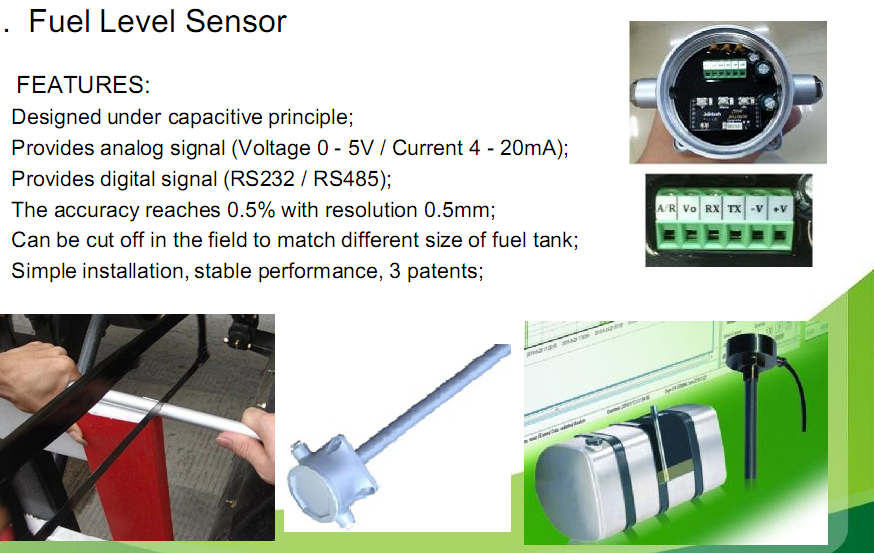 . Fuel Level Sensor
FEATURES:
Designed under capacitive principle;
Provides analog signal (Voltage 0 - 5V / Current 4 - 20mA);
Provides digital signal (RS232 / RS485);
The accuracy reaches 0.5% with resolution 0.5mm;
Can be cut off in the field to match different size of fuel tank;
Simple installation, stable performance, 3 patents;
A/R Vo RX TX -V +V